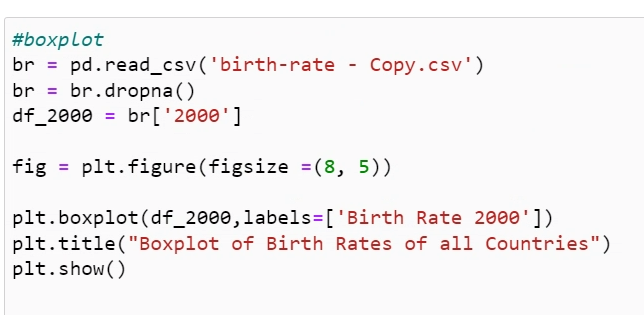 #boxplot
br = pd.read_csv('birth-rate - Copy.csv')
br = br.dropna()
df_2000 = br['2000']
fig = plt.figure(figsize =(8, 5))
plt.boxplot(df_2000,labels=['Birth Rate 2000'])
plt.title("Boxplot of Birth Rates of all Countries")
plt.show()